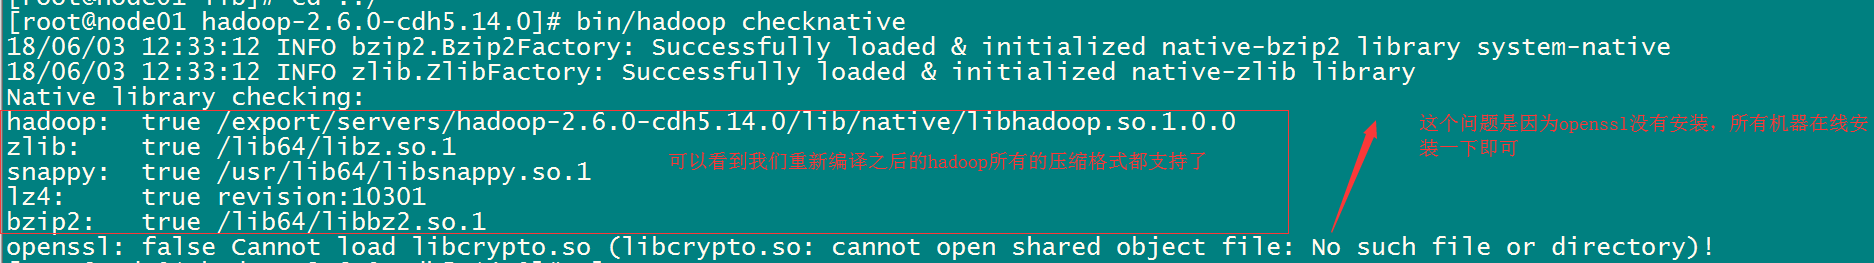 [root@node01 lib]# cd ../
[root@node01 hadoop-2.6.0-cdh5.14.0]# bin/hadoop checknative
18/06/03 12:33:12 INFO bzip2.Bzip2Factory: Successfully loaded & initialized native-bzip2 library system-native
18/06/03 12:33:12 INFO zlib.ZlibFactory: Successfully loaded & initialized native-zlib library
Native library checking:
hadoop:  true /export/servers/hadoop-2.6.0-cdh5.14.0/lib/native/libhadoop.so.1.0.0
zlib:    true /lib64/libz.so.1
snappy:  true /usr/lib64/libsnappy.so.1
lz4:     true revision:10301
bzip2:   true /lib64/libbz2.so.1
openssl: false Cannot load libcrypto.so (libcrypto.so: cannot open shared object file: No such file or directory)!
可以看到我们重新编译之后的hadoop所有的压缩格式都支持了
这个问题是因为openssl没有安装，所有机器在线安
装一下即可